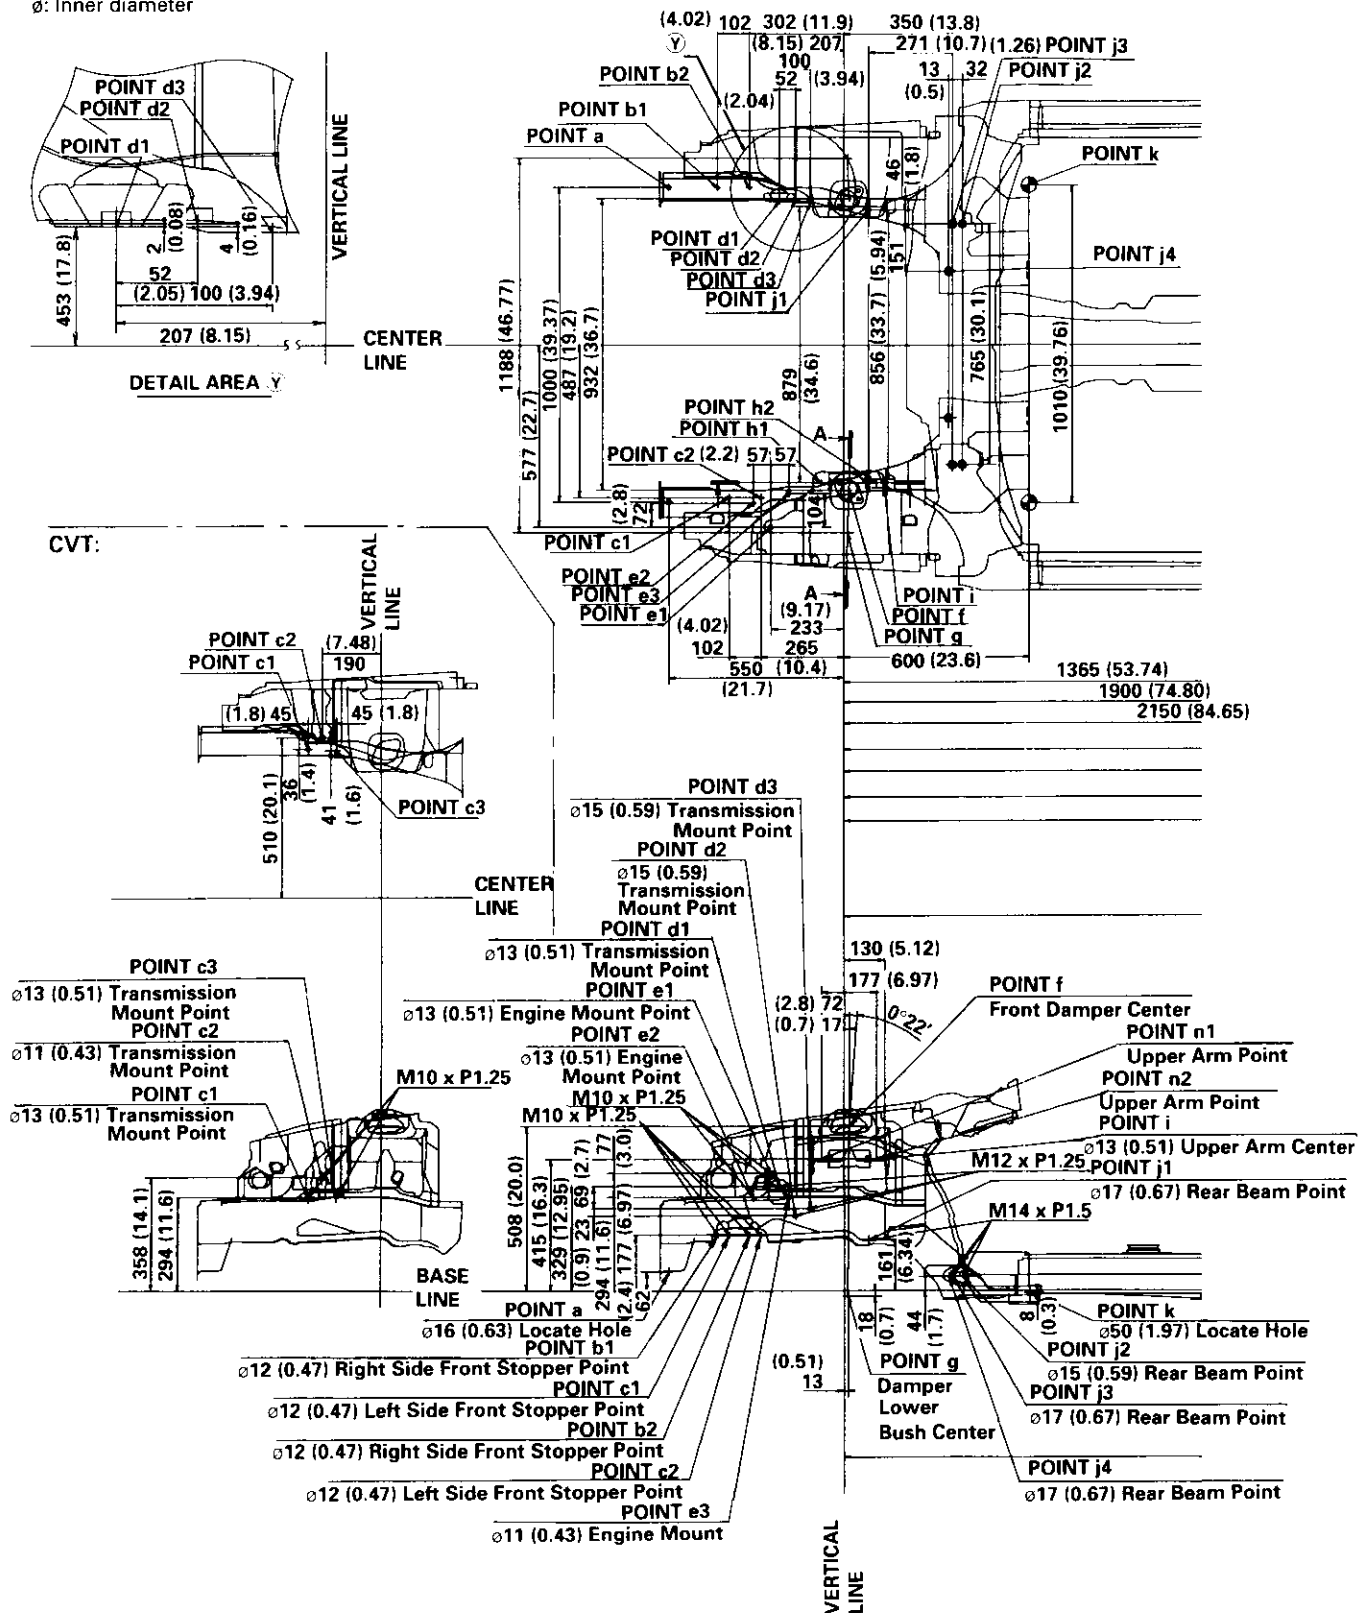 ø: Inner diameter
POINT d3
POINT d2
POINT d1
VERTICAL LINE
453 (17.8)
2
(0.08)
4
(0.16)
52
(2.05) 100 (3.94)
207 (8.15)
CENTER
LINE
DETAIL AREA Y
(4.02) 102 302 (11.9) 350 (13.8)
Y
(8.15) 207 271 (10.7) (1.26) POINT j3
100
POINT b2
52 (3.94)
13 32
POINT j2
(0.5)
(2.04)
POINT b1
POINT a
46
(1.8)
POINT k
POINT d1
POINT d2
POINT d3
POINT j1
(5.94)
151
POINT j4
1188 (46.77)
1000 (39.37)
487 (19.2)
932 (36.7)
879
(34.6)
856 (33.7)
765 (30.1)
1010 (39.76)
577 (22.7)
POINT h2
POINT h1
A
POINT c2 (2.2) 57 57
(2.8)
72
D
104
D
POINT c1
POINT e2
POINT e3
POINT e1
A
POINT i
POINT f
POINT g
(9.17)
233
(4.02)
102 265
550 (10.4)
(21.7)
600 (23.6)
1365 (53.74)
1900 (74.80)
2150 (84.65)
CVT:
VERTICAL
LINE
POINT c2
POINT c1
(7.48)
190
(1.8) 45 45 (1.8)
510 (20.1)
36
(1.4)
41
(1.6)
POINT c3
CENTER
LINE
POINT d3
ø15 (0.59) Transmission
Mount Point
POINT d2
ø15 (0.59)
Transmission
Mount Point
POINT d1
ø13 (0.51) Transmission
Mount Point
POINT e1
ø13 (0.51) Engine Mount Point
POINT e2
ø13 (0.51) Engine
Mount Point
M10 x P1.25
M10 x P1.25
POINT c3
ø13 (0.51) Transmission
Mount Point
POINT c2
ø11 (0.43) Transmission
Mount Point
POINT c1
ø13 (0.51) Transmission
Mount Point
M10 x P1.25
358 (14.1)
294 (11.6)
BASE
LINE
130 (5.12)
177 (6.97)
(2.8) 72
(0.7) 17
0°22'
POINT f
Front Damper Center
POINT n1
Upper Arm Point
POINT n2
Upper Arm Point
POINT i
ø13 (0.51) Upper Arm Center
M12 x P1.25
POINT j1
ø17 (0.67) Rear Beam Point
M14 x P1.5
508 (20.0)
415 (16.3)
329 (12.95)
(0.9) 23 69 (2.7)
294 (11.6)
77
(3.0)
(2.4) 177 (6.97)
62
161
(6.34)
18
(0.7)
44
(1.7)
8
(0.3)
POINT a
ø16 (0.63) Locate Hole
POINT b1
ø12 (0.47) Right Side Front Stopper Point
POINT c1
ø12 (0.47) Left Side Front Stopper Point
POINT b2
ø12 (0.47) Right Side Front Stopper Point
POINT c2
ø12 (0.47) Left Side Front Stopper Point
POINT e3
ø11 (0.43) Engine Mount
(0.51)
13
POINT g
Damper
Lower
Bush Center
POINT k
ø50 (1.97) Locate Hole
POINT j2
ø15 (0.59) Rear Beam Point
POINT j3
ø17 (0.67) Rear Beam Point
POINT j4
ø17 (0.67) Rear Beam Point
VERTICAL
LINE